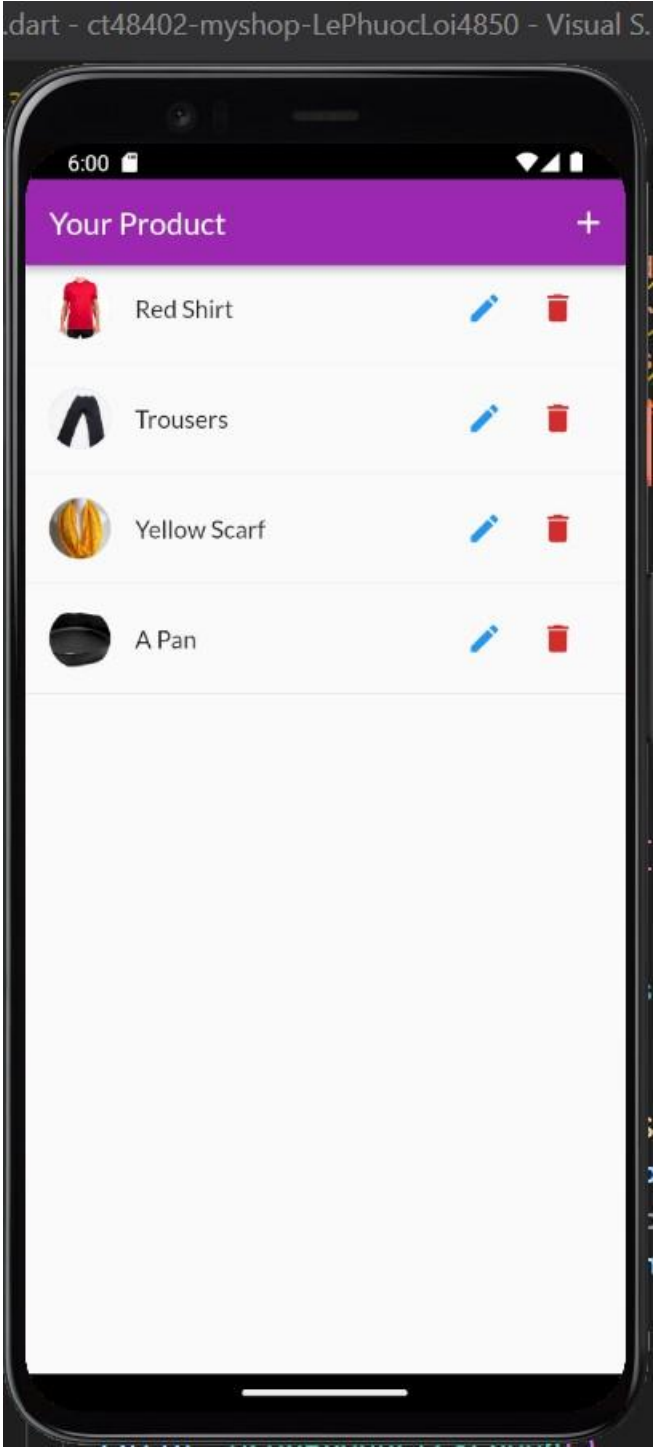 .dart - ct48402-myshop-LePhuocLoi4850 - Visual S.
6:00
Your Product
Red Shirt
Trousers
Yellow Scarf
A Pan